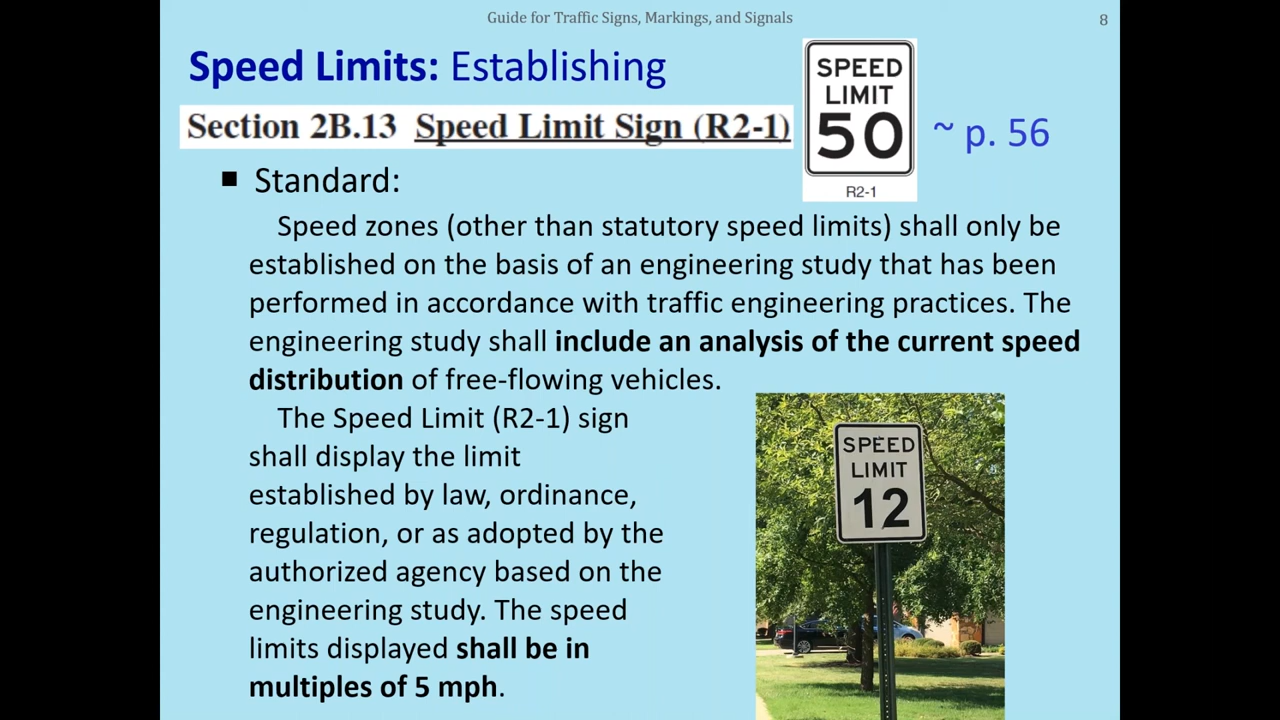 Guide for Traffic Signs, Markings, and Signals
8
Speed Limits: Establishing
Section 2B.13 Speed Limit Sign (R2-1)
SPEED
LIMIT
50
R2-1
~ p. 56
■ Standard:
Speed zones (other than statutory speed limits) shall only be
established on the basis of an engineering study that has been
performed in accordance with traffic engineering practices. The
engineering study shall include an analysis of the current speed
distribution of free-flowing vehicles.
The Speed Limit (R2-1) sign
shall display the limit
established by law, ordinance,
regulation, or as adopted by the
authorized agency based on the
engineering study. The speed
limits displayed shall be in
multiples of 5 mph.
SPEED
LIMIT
12